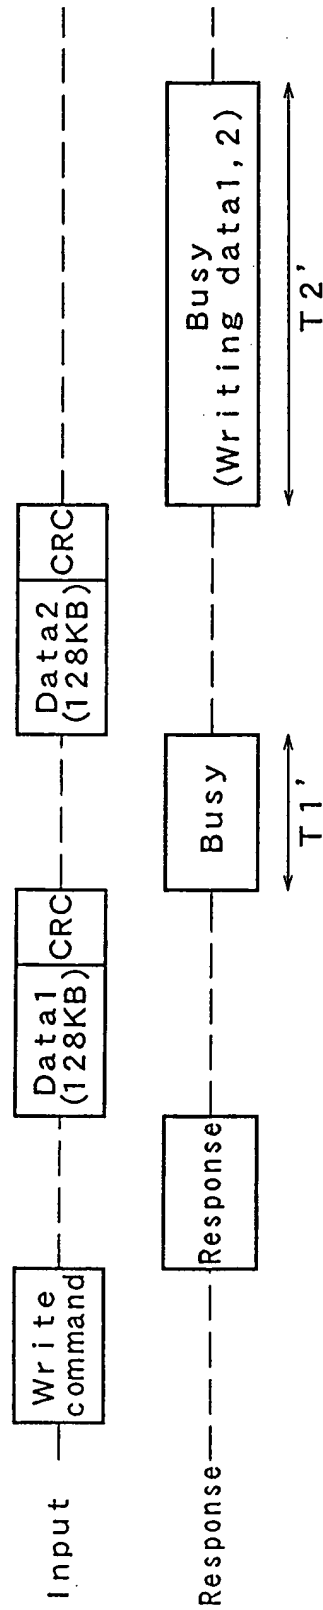 Input
Write
command
Data1
(128KB)
CRC
Data2
(128KB)
CRC
Response
Response
Busy
Busy
(Writing data1, 2)
T1'
T2'